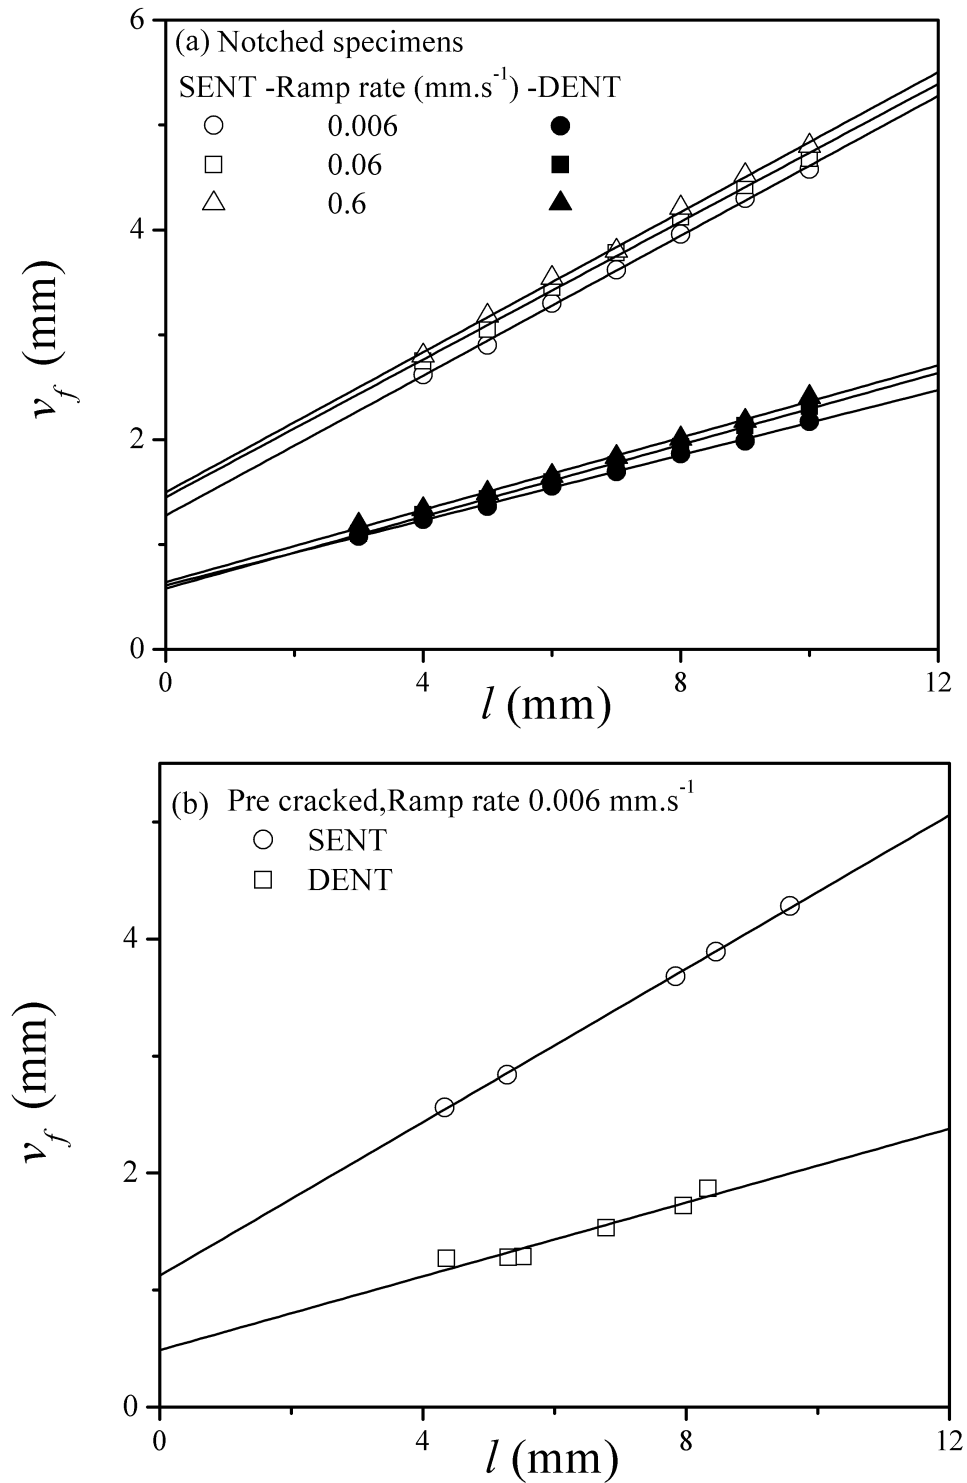 (a) Notched specimens
SENT -Ramp rate (mm.s⁻¹) -DENT
0.006
0.06
0.6
6
4
2
0
v_f (mm)
0 4 8 12
l (mm)
(b) Pre cracked,Ramp rate 0.006 mm.s⁻¹
SENT
DENT
4
2
0
v_f (mm)
0 4 8 12
l (mm)